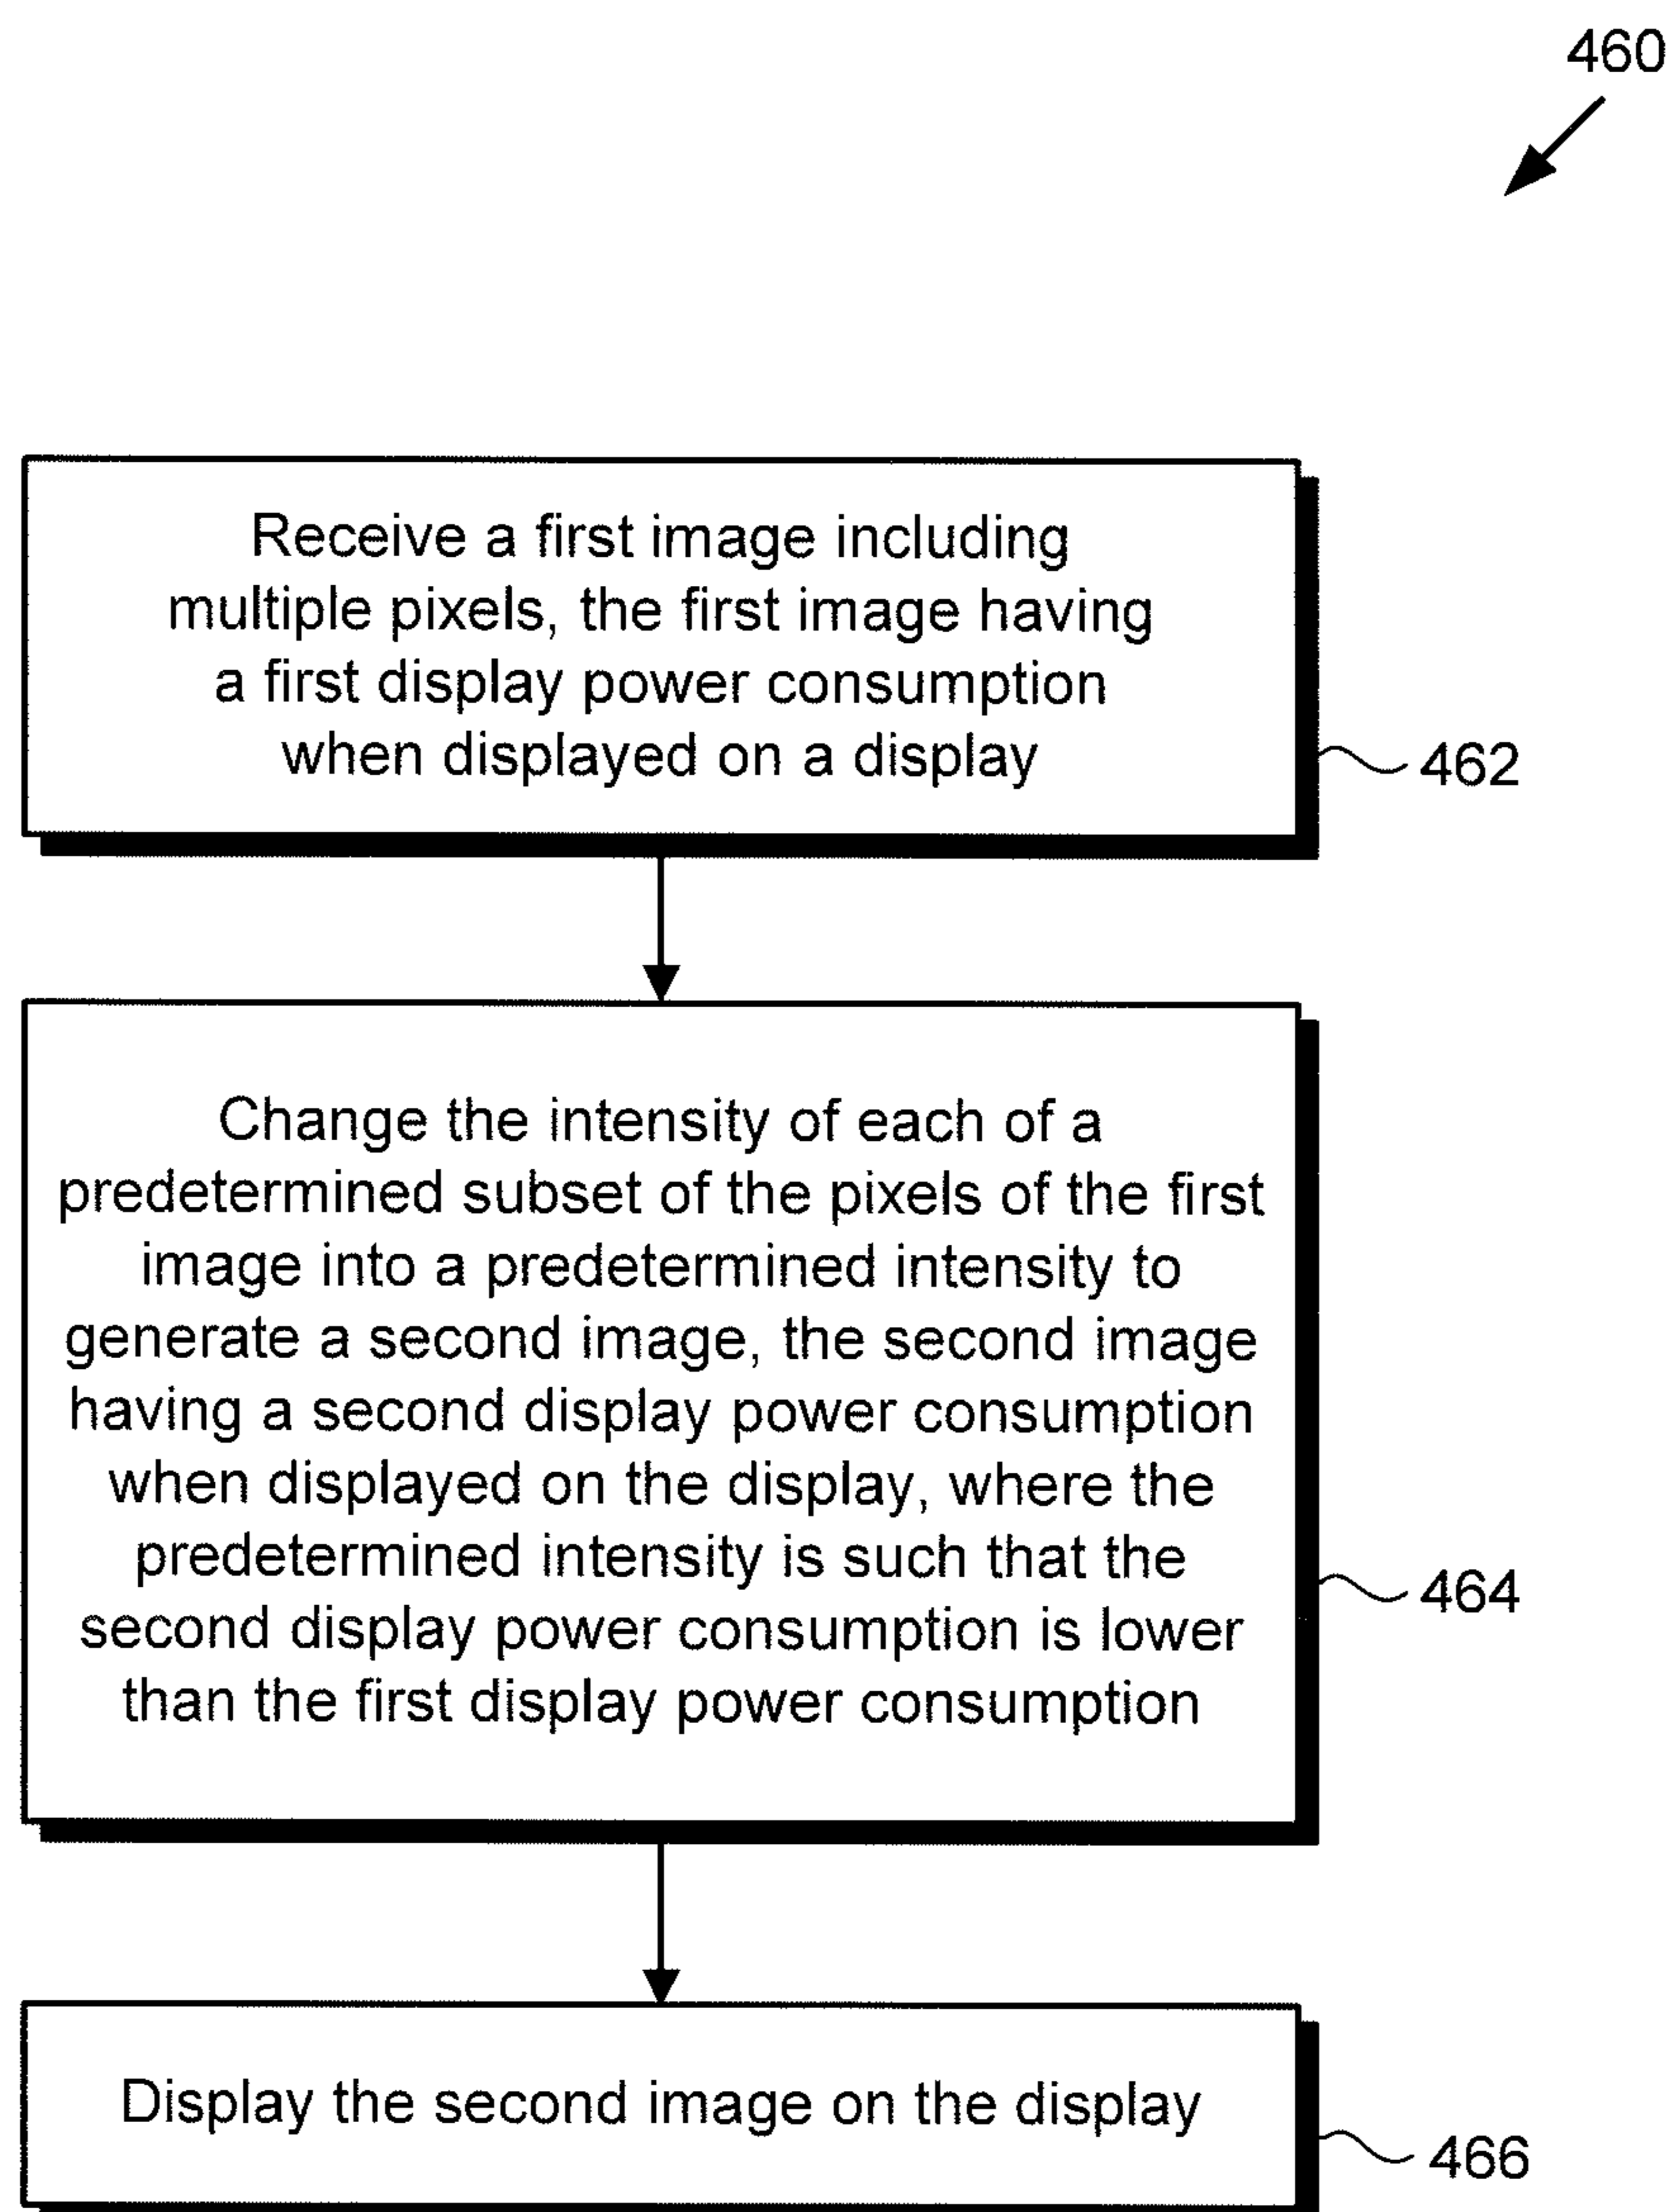 460
Receive a first image including
multiple pixels, the first image having
a first display power consumption
when displayed on a display
462
Change the intensity of each of a
predetermined subset of the pixels of the first
image into a predetermined intensity to
generate a second image, the second image
having a second display power consumption
when displayed on the display, where the
predetermined intensity is such that the
second display power consumption is lower
than the first display power consumption
464
Display the second image on the display
466